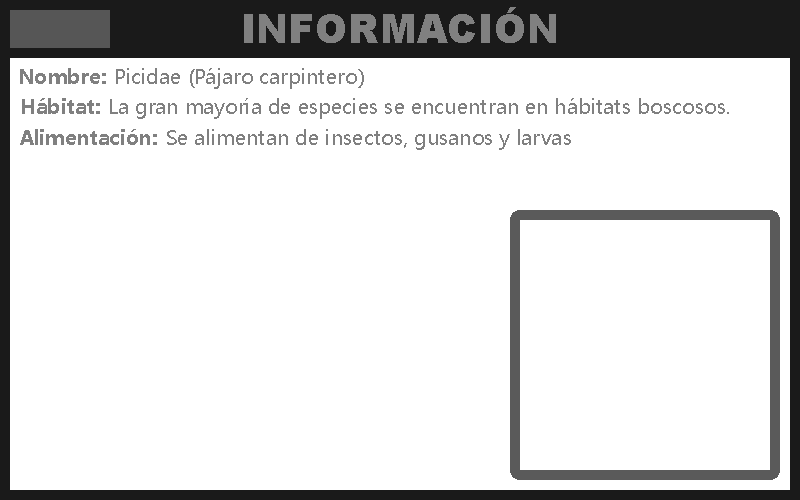 INFORMACIÓN
Nombre: Picidae (Pájaro carpintero)
Hábitat: La gran mayoría de especies se encuentran en hábitats boscosos.
Alimentación: Se alimentan de insectos, gusanos y larvas